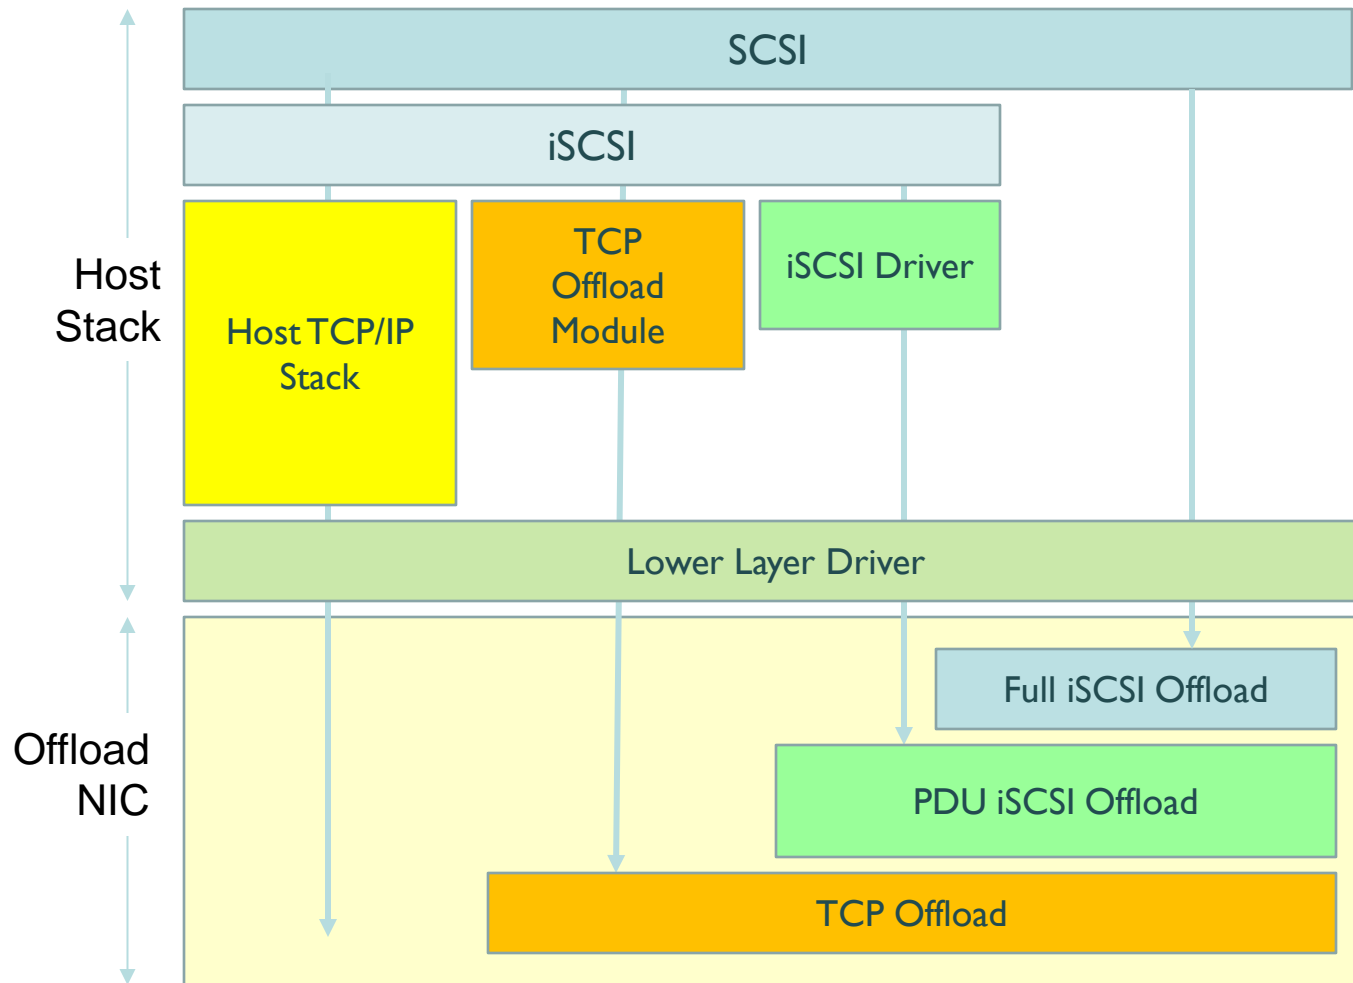 SCSI
iSCSI
Host
Stack
Host TCP/IP
Stack
TCP
Offload
Module
iSCSI Driver
Lower Layer Driver
Offload
NIC
Full iSCSI Offload
PDU iSCSI Offload
TCP Offload